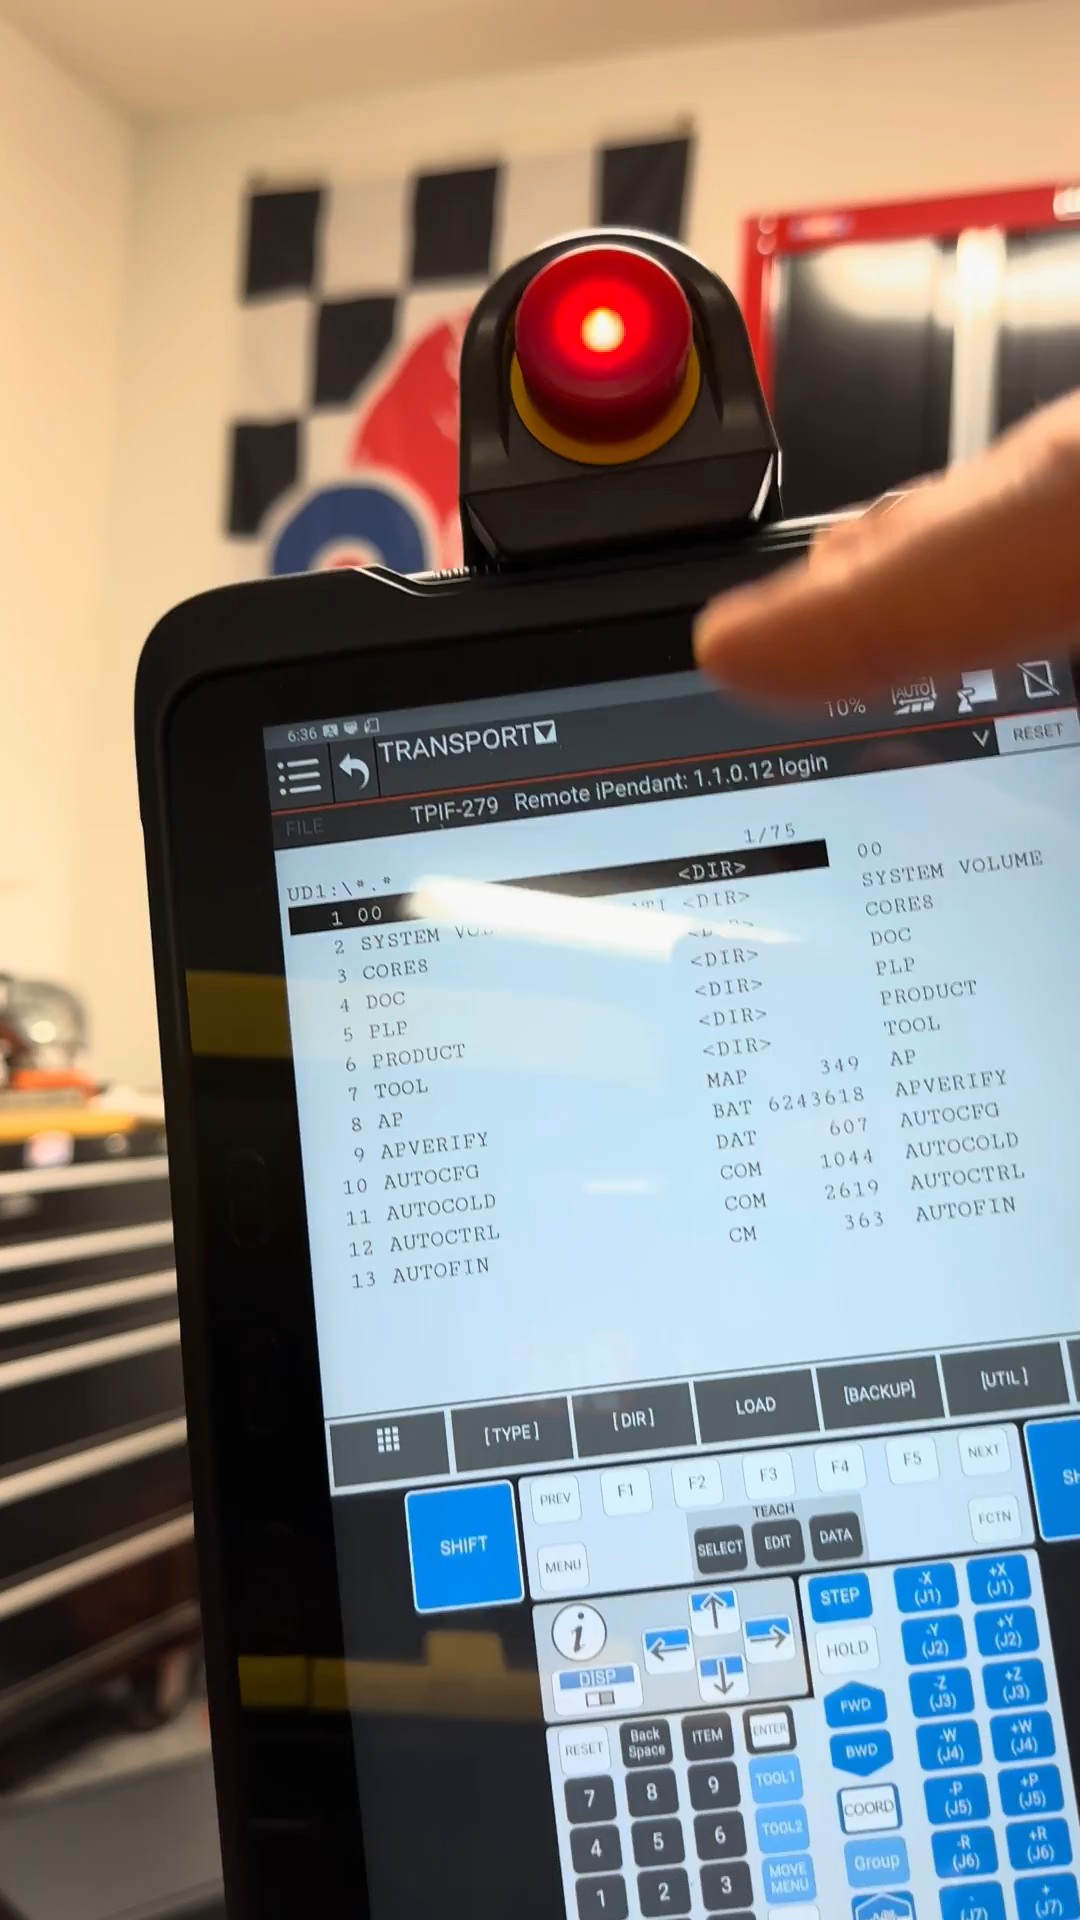 6:36
TRANSPORT
10%
AUTO
TPIF-279 Remote iPendant: 1.1.0.12 login
RESET
FILE
UD1:\*.*
1/75
1 00 <DIR> 00
2 SYSTEM <DIR> SYSTEM VOLUME
3 CORE8 CORE8
4 DOC <DIR> DOC
5 PLP <DIR> PLP
6 PRODUCT <DIR> PRODUCT
7 TOOL <DIR> TOOL
8 AP MAP 349 AP
9 APVERIFY BAT 6243618 APVERIFY
10 AUTOCFG DAT 607 AUTOCFG
11 AUTOCOLD COM 1044 AUTOCOLD
12 AUTOCTRL COM 2619 AUTOCTRL
13 AUTOFIN CM 363 AUTOFIN
[TYPE] [DIR] LOAD [BACKUP] [UTIL]
PREV F1 F2 F3 F4 F5 NEXT
SHIFT
TEACH
MENU SELECT EDIT DATA FCTN
STEP -X (J1) +X (J1)
HOLD -Y (J2) +Y (J2)
DISP
-Z (J3) +Z (J3)
FWD
BWD -W (J4) +W (J4)
RESET Back Space ITEM ENTER
7 8 9 TOOL1 COORD -P (J5) +P (J5)
4 5 6 TOOL2 Group -R (J6) +R (J6)
1 2 3 MOVE MENU
(J7) + (J7)